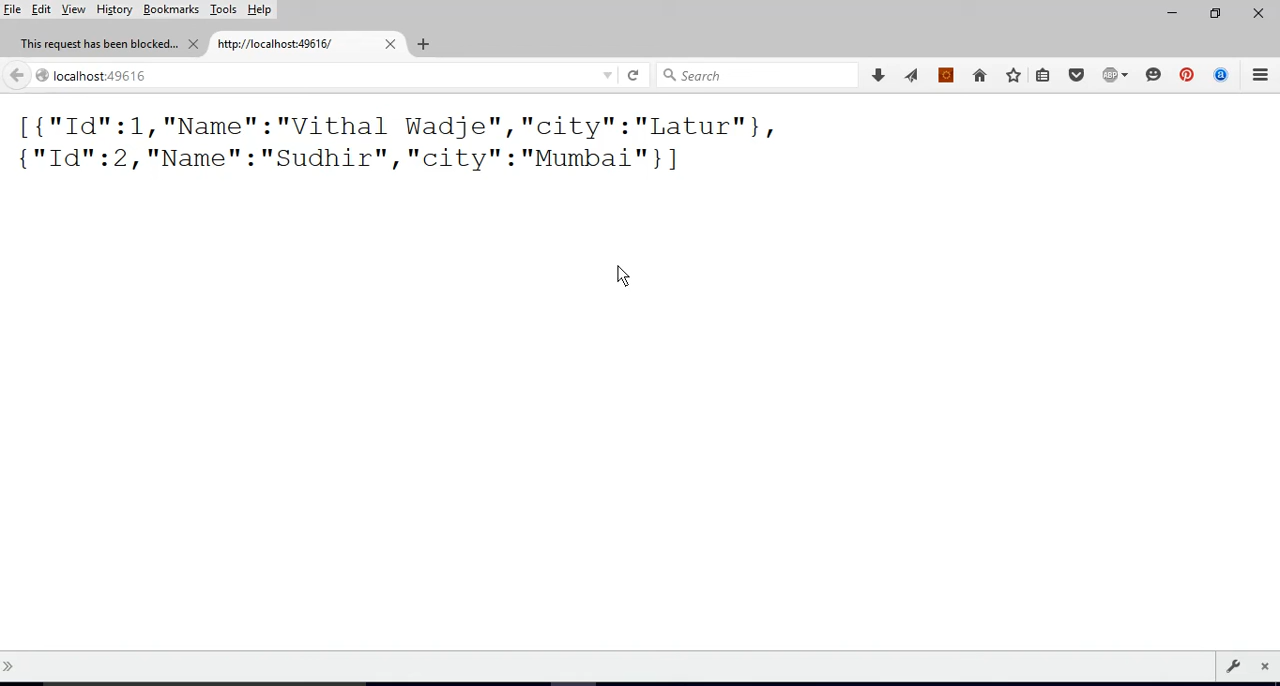 File Edit View History Bookmarks Tools Help
This request has been blocked... http://localhost:49616/
localhost:49616 Search ABP a
[{"Id":1,"Name":"Vithal Wadje","city":"Latur"},
{"Id":2,"Name":"Sudhir","city":"Mumbai"}]